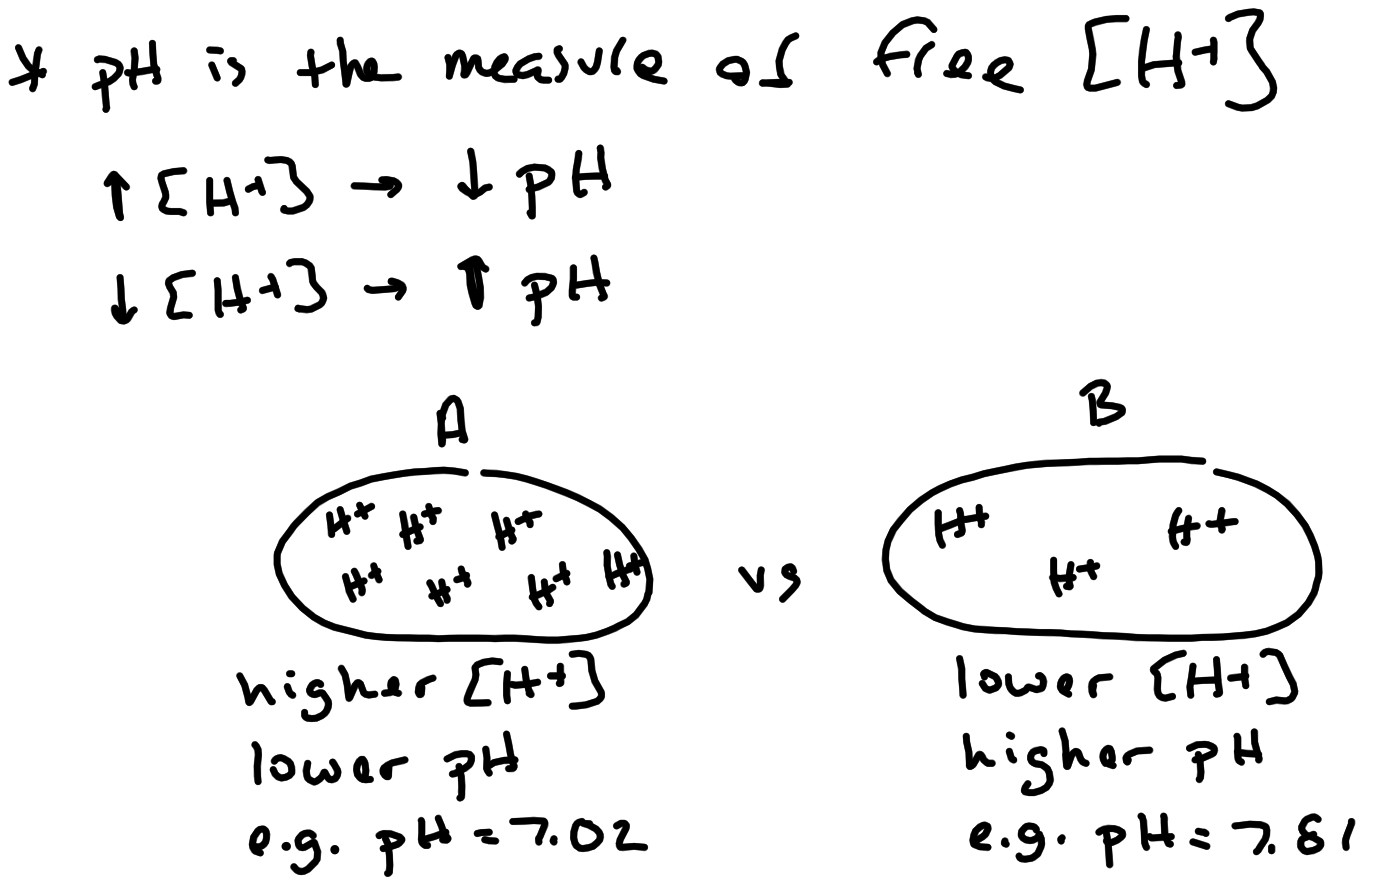 * pH is the measure of free [H+]
↑ [H+] → ↓ pH
↓ [H+] → ↑ pH
A
H+ H+ H+
H+ H+ H+ H+
higher [H+]
lower pH
e.g. pH = 7.02
vs
B
H+ H+
H+
lower [H+]
higher pH
e.g. pH = 7.81